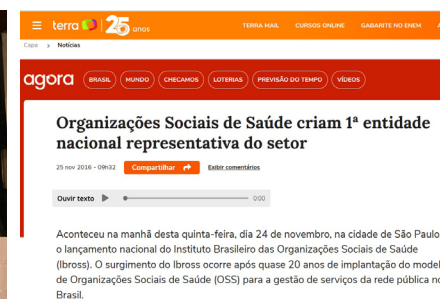 terra 25 anos TERRA MAIL CURSOS ONLINE GABARITO NO ENEM
Capa > Notícias
agora BRASIL MUNDO CHECAMOS LOTERIAS PREVISÃO DO TEMPO VÍDEOS
Organizações Sociais de Saúde criam 1ª entidade
nacional representativa do setor
25 nov 2016 - 09h32 Compartilhar Exibir comentários
Ouvir texto 0:00
Aconteceu na manhã desta quinta-feira, dia 24 de novembro, na cidade de São Paulo
o lançamento nacional do Instituto Brasileiro das Organizações Sociais de Saúde
(Ibross). O surgimento do Ibross ocorre após quase 20 anos de implantação do model
de Organizações Sociais de Saúde (OSS) para a gestão de serviços da rede pública no
Brasil.